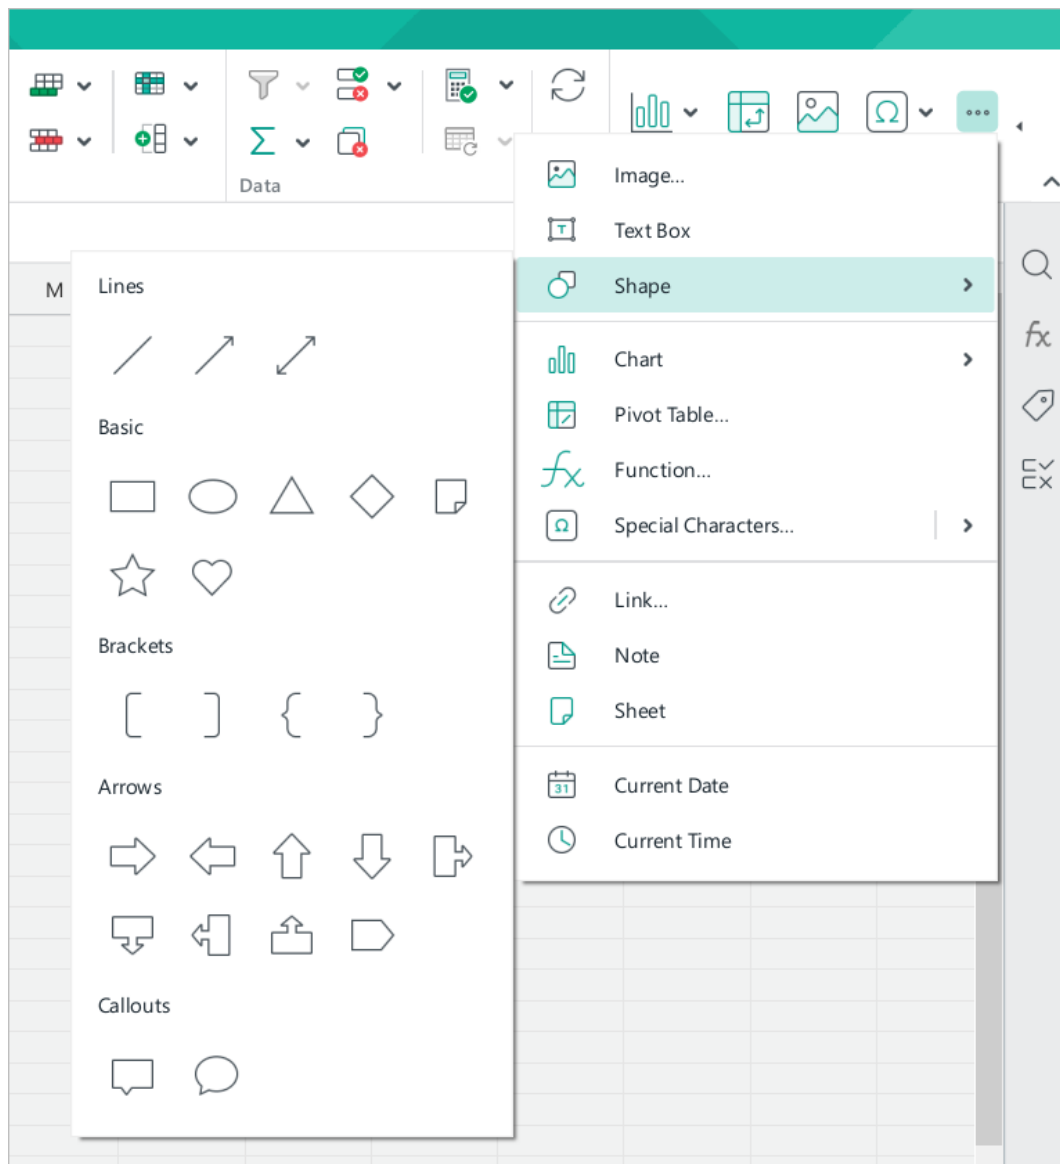 Data
Image...
Text Box
Shape
Chart
Pivot Table...
Function...
Special Characters...
Link...
Note
Sheet
31
Current Date
Current Time
M
Lines
Basic
Brackets
Arrows
Callouts